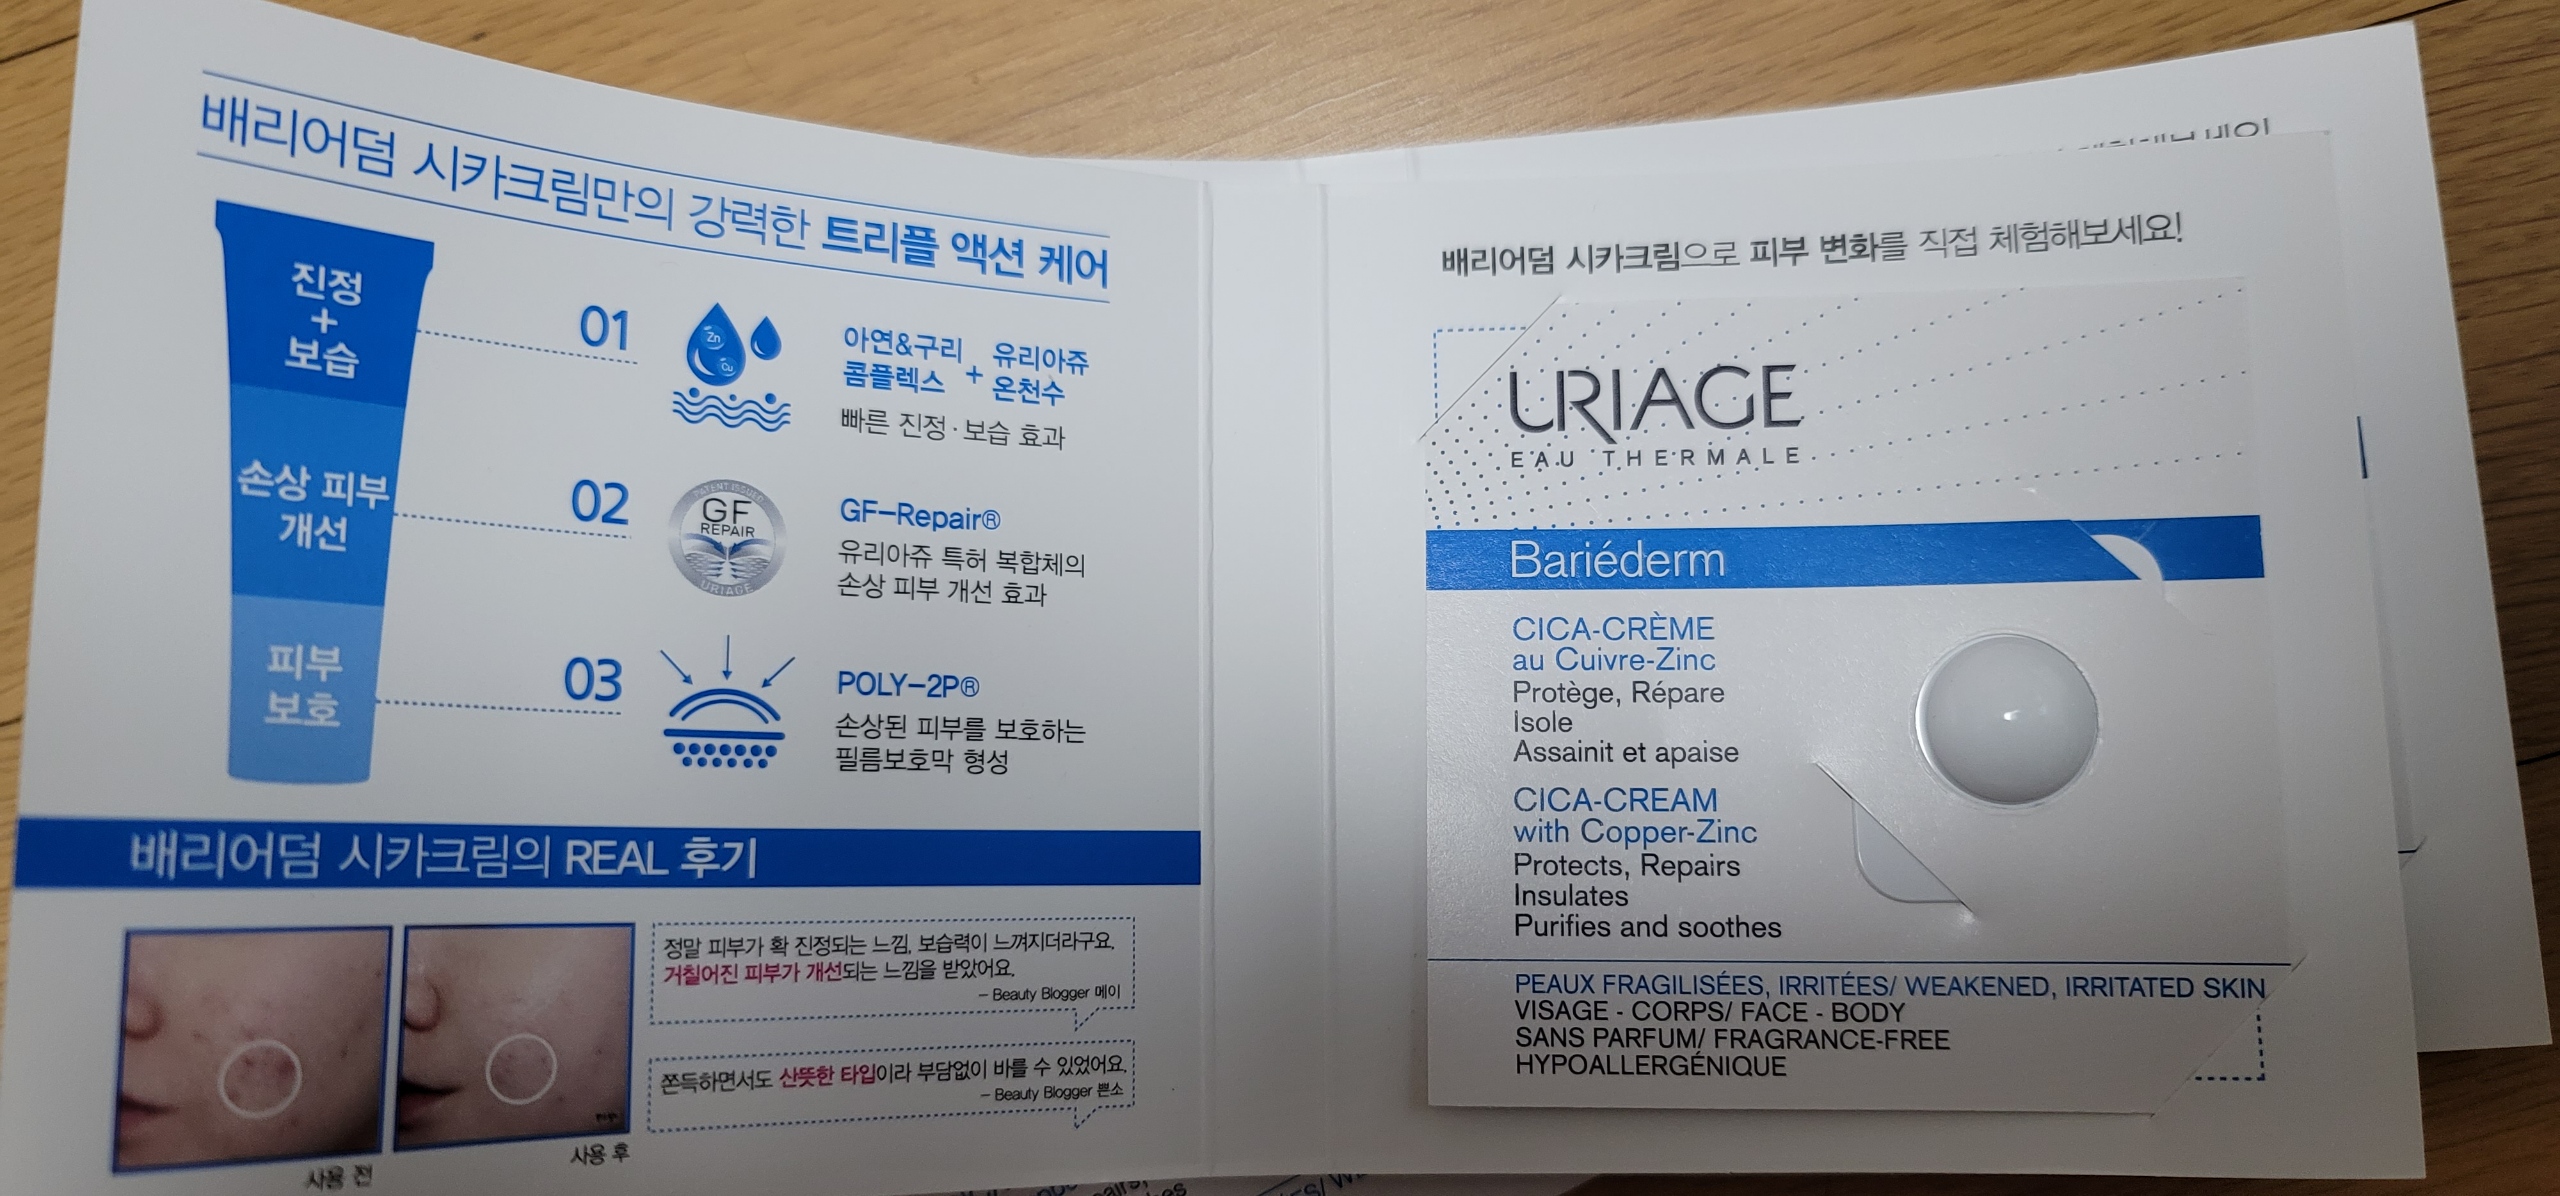 배리어덤 시카크림만의 강력한 트리플 액션 케어
진정
+
보습
손상 피부
개선
피부
보호
01
Zn
Cu
아연&구리
콤플렉스
+
유리아쥬
온천수
빠른 진정·보습 효과
02
PATENT ISSUED
GF
REPAIR
URIAGE
GF-Repair®
유리아쥬 특허 복합체의
손상 피부 개선 효과
03
POLY-2P®
손상된 피부를 보호하는
필름보호막 형성
배리어덤 시카크림의 REAL 후기
사용 전
사용 후
정말 피부가 확 진정되는 느낌, 보습력이 느껴지더라구요.
거칠어진 피부가 개선되는 느낌을 받았어요.
- Beauty Blogger 메이
쫀득하면서도 산뜻한 타입이라 부담없이 바를 수 있었어요.
- Beauty Blogger 쁜소
배리어덤 시카크림으로 피부 변화를 직접 체험해보세요!
URIAGE
EAU THERMALE
Bariéderm
CICA-CRÈME
au Cuivre-Zinc
Protège, Répare
Isole
Assainit et apaise
CICA-CREAM
with Copper-Zinc
Protects, Repairs
Insulates
Purifies and soothes
PEAUX FRAGILISÉES, IRRITÉES/ WEAKENED, IRRITATED SKIN
VISAGE - CORPS/ FACE - BODY
SANS PARFUM/ FRAGRANCE-FREE
HYPOALLERGÉNIQUE